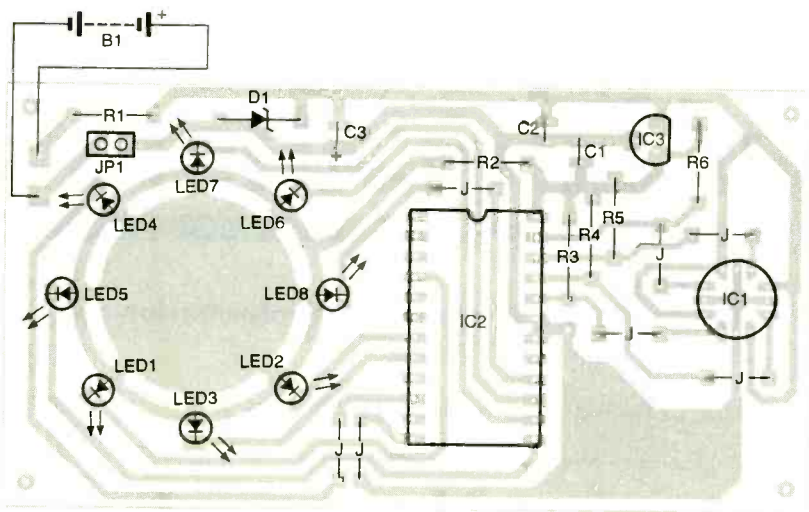 +
B1
R1
D1
C3
C2
C1
IC3
R6
JP1
LED7
R2
LED4
LED6
J
R5
R4
R3
J
J
LED5
LED8
IC2
IC1
J
LED1
LED2
J
LED3
J
J
+